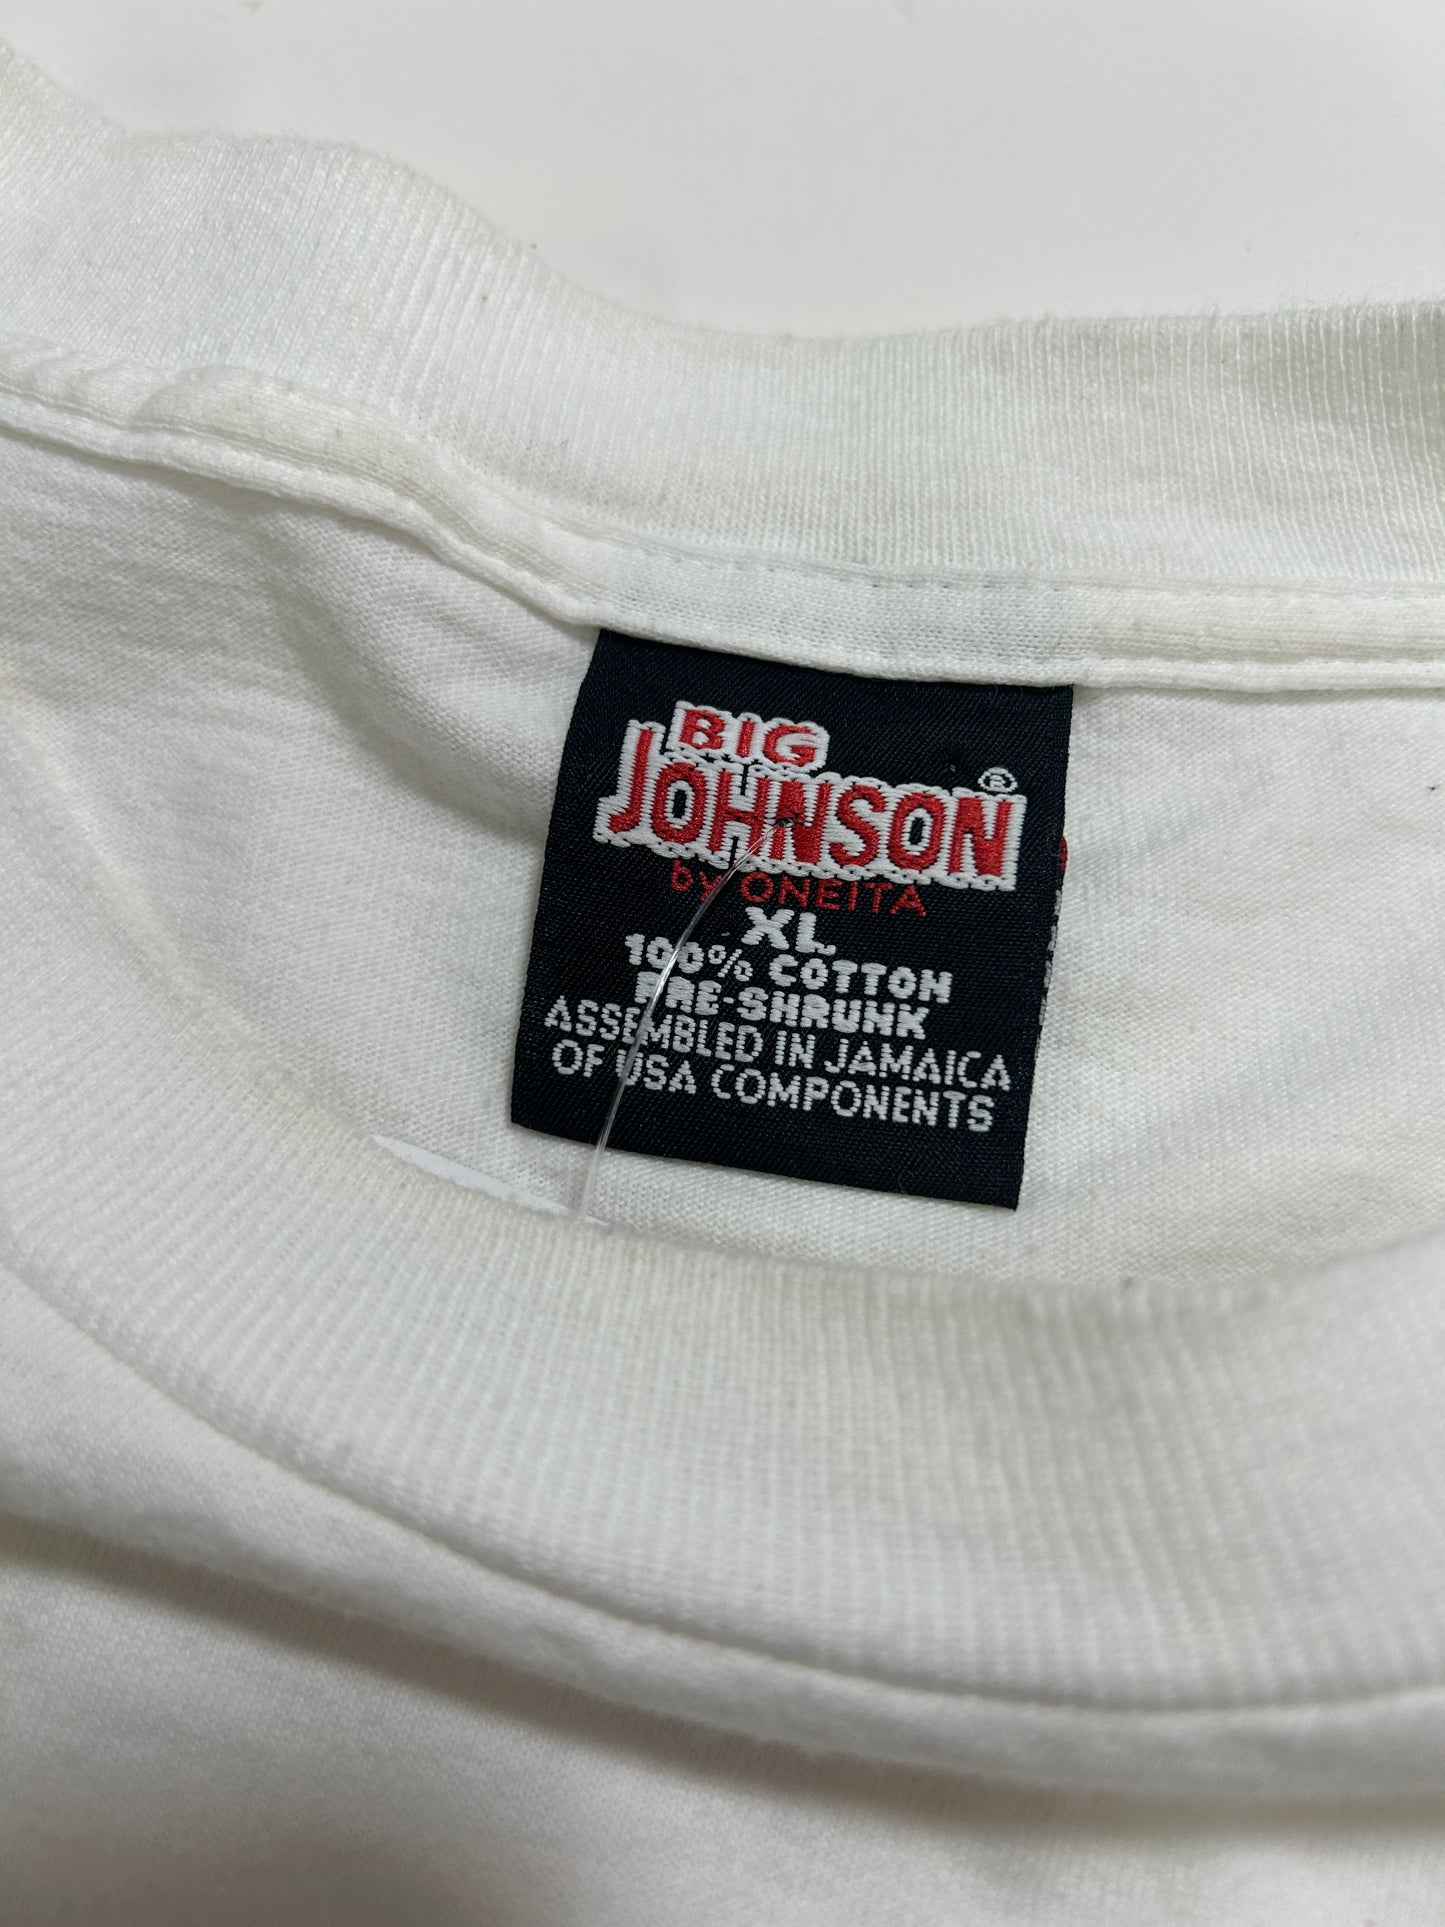 BIG
JOHNSON®
by ONEITA
XL
100% COTTON
PRE-SHRUNK
ASSEMBLED IN JAMAICA
OF USA COMPONENTS